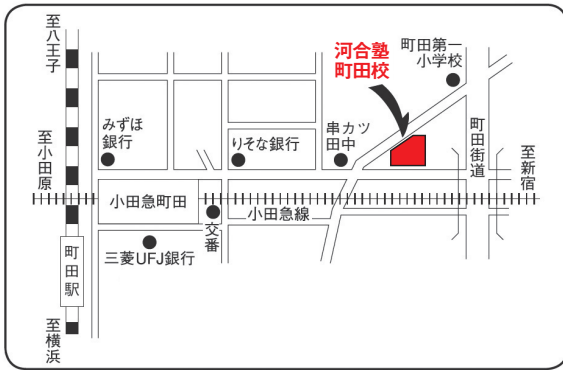 至八王子
河合塾
町田校
町田第一
小学校
みずほ
銀行
りそな銀行
串カツ
田中
町田街道
至新宿
至小田原
小田急町田
小田急線
交番
三菱UFJ銀行
町田駅
至横浜